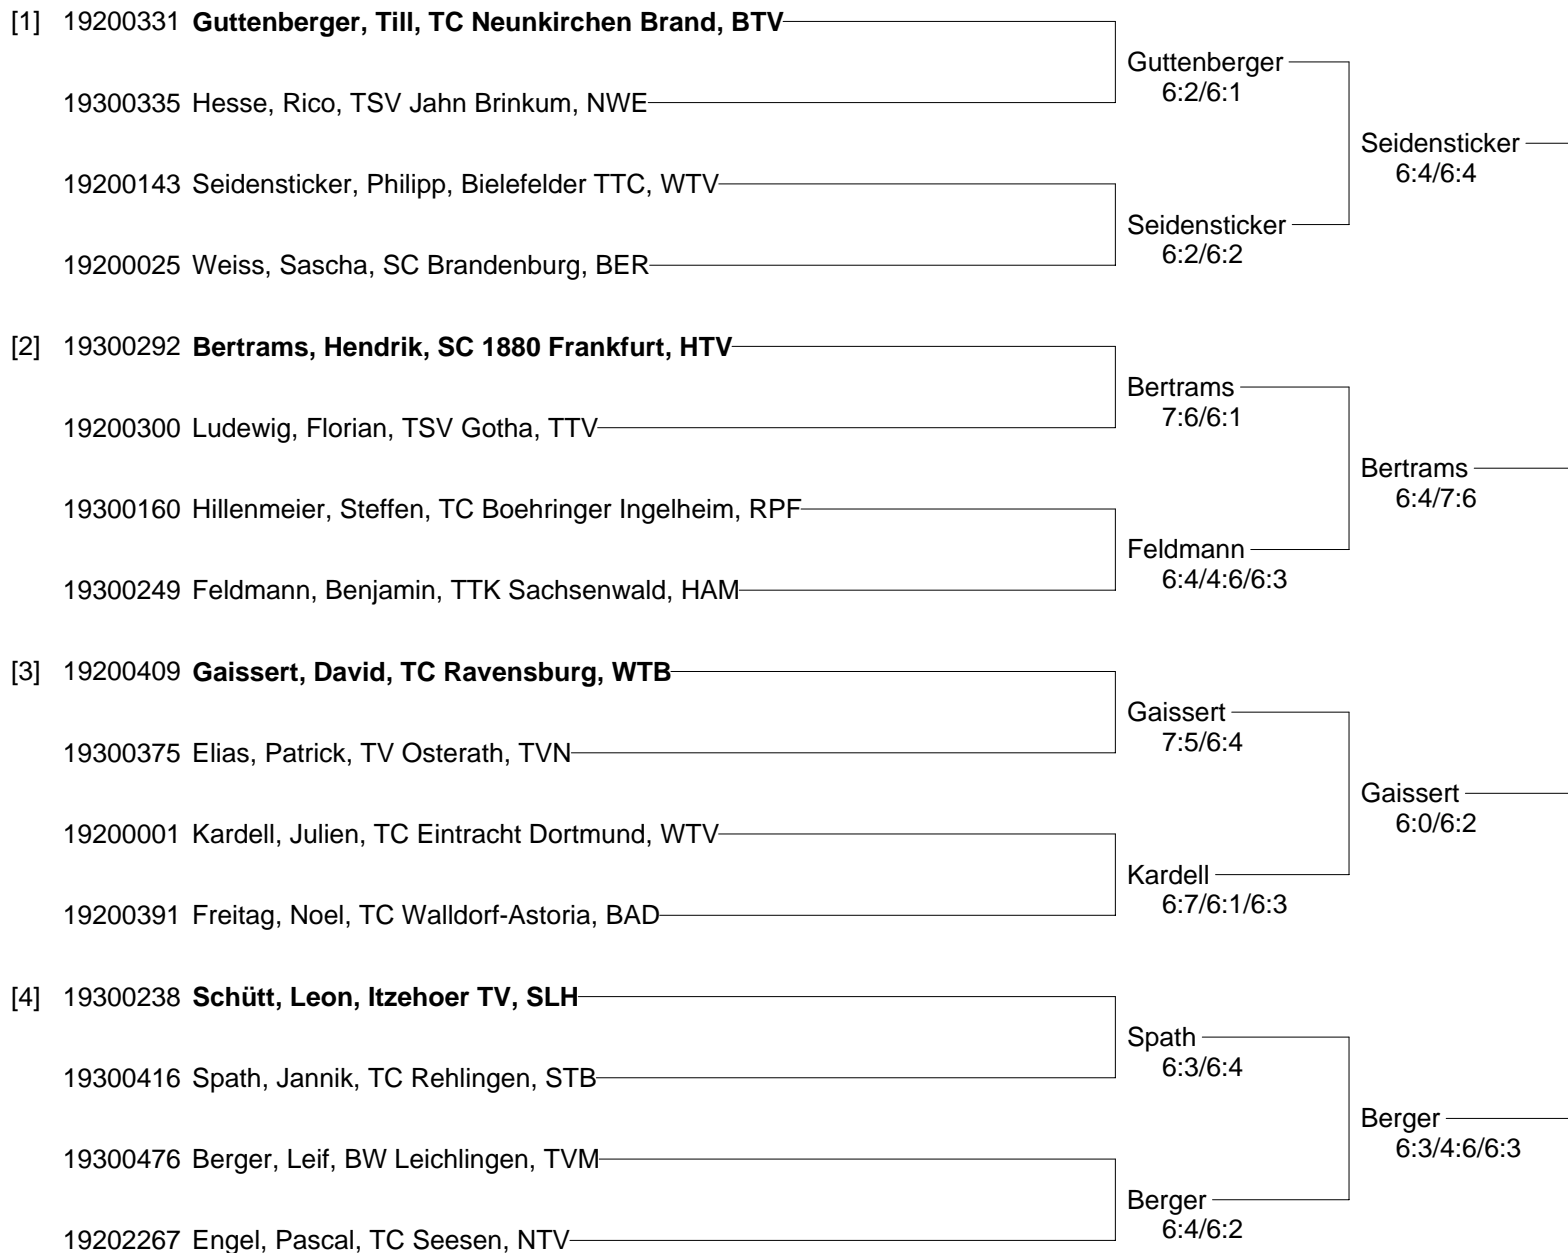 [1] 19200331 Guttenberger, Till, TC Neunkirchen Brand, BTV
Guttenberger
6:2/6:1
19300335 Hesse, Rico, TSV Jahn Brinkum, NWE
Seidensticker
6:4/6:4
19200143 Seidensticker, Philipp, Bielefelder TTC, WTV
Seidensticker
6:2/6:2
19200025 Weiss, Sascha, SC Brandenburg, BER
[2] 19300292 Bertrams, Hendrik, SC 1880 Frankfurt, HTV
Bertrams
7:6/6:1
19200300 Ludewig, Florian, TSV Gotha, TTV
Bertrams
6:4/7:6
19300160 Hillenmeier, Steffen, TC Boehringer Ingelheim, RPF
Feldmann
6:4/4:6/6:3
19300249 Feldmann, Benjamin, TTK Sachsenwald, HAM
[3] 19200409 Gaissert, David, TC Ravensburg, WTB
Gaissert
7:5/6:4
19300375 Elias, Patrick, TV Osterath, TVN
Gaissert
6:0/6:2
19200001 Kardell, Julien, TC Eintracht Dortmund, WTV
Kardell
6:7/6:1/6:3
19200391 Freitag, Noel, TC Walldorf-Astoria, BAD
[4] 19300238 Schütt, Leon, Itzehoer TV, SLH
Spath
6:3/6:4
19300416 Spath, Jannik, TC Rehlingen, STB
Berger
6:3/4:6/6:3
19300476 Berger, Leif, BW Leichlingen, TVM
Berger
6:4/6:2
19202267 Engel, Pascal, TC Seesen, NTV